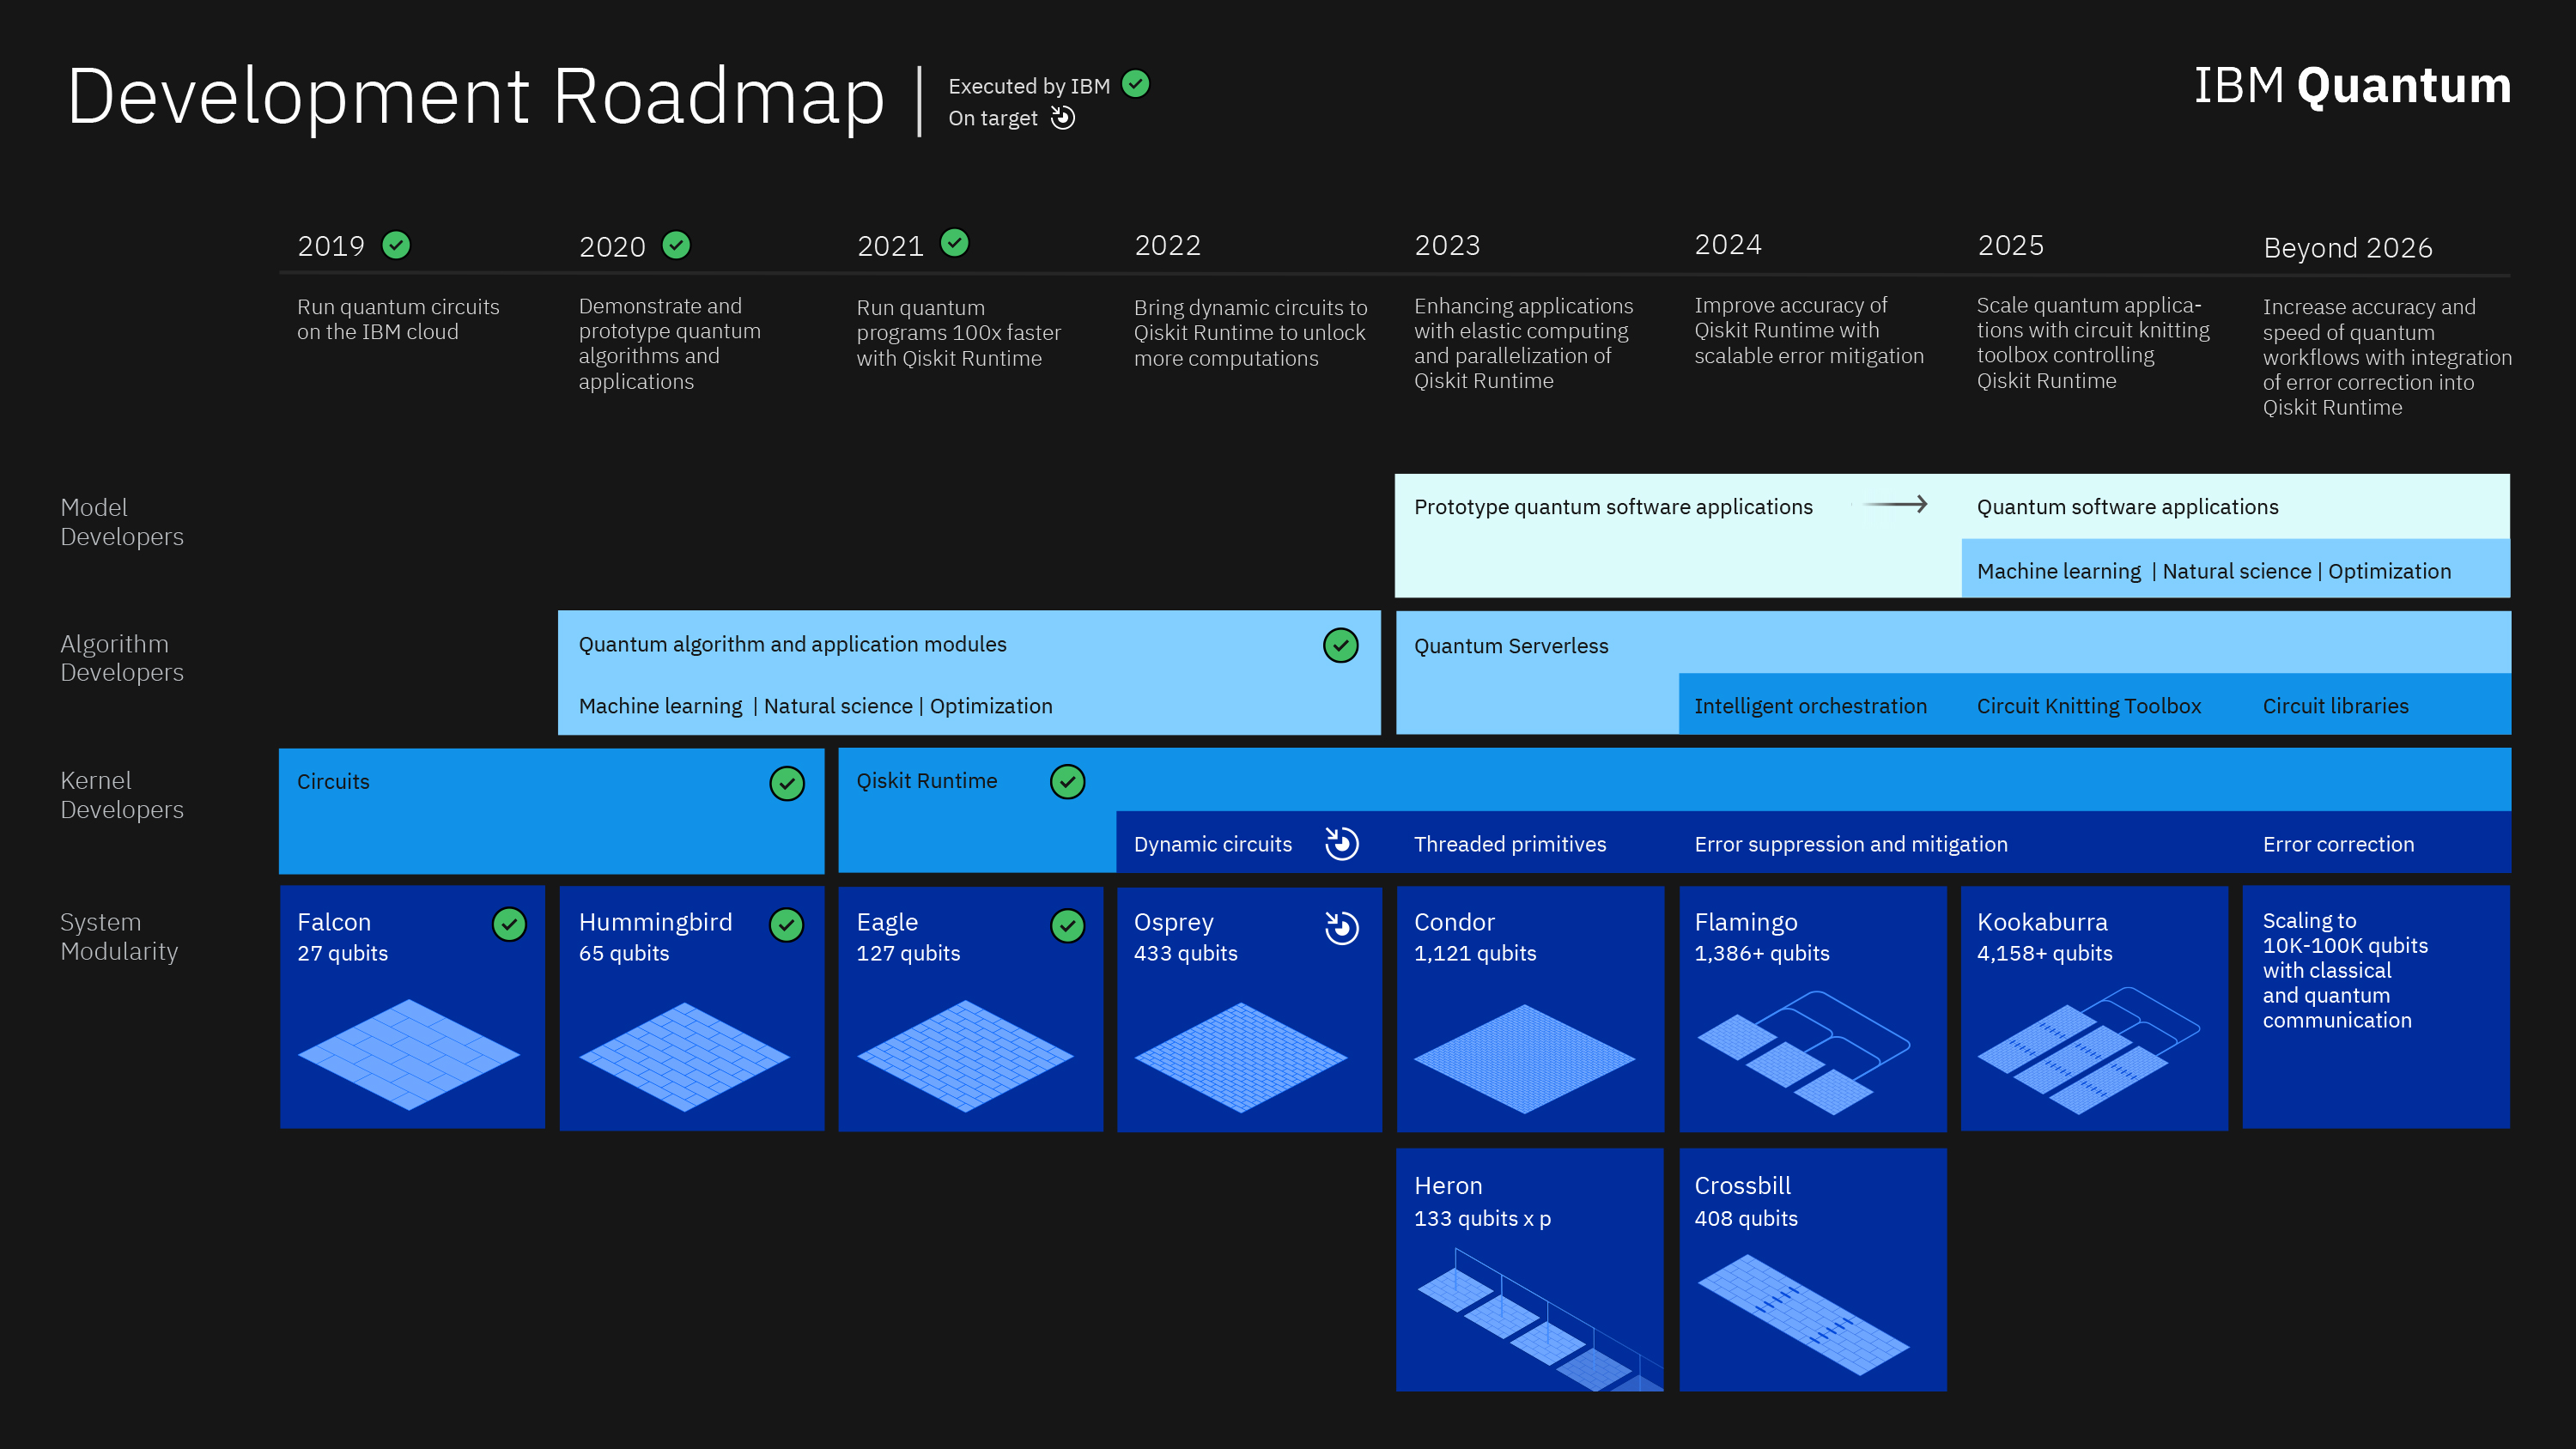 Development Roadmap
Executed by IBM
On target
IBM Quantum
2019
Run quantum circuits
on the IBM cloud
2020
Demonstrate and
prototype quantum
algorithms and
applications
2021
Run quantum
programs 100x faster
with Qiskit Runtime
2022
Bring dynamic circuits to
Qiskit Runtime to unlock
more computations
2023
Enhancing applications
with elastic computing
and parallelization of
Qiskit Runtime
2024
Improve accuracy of
Qiskit Runtime with
scalable error mitigation
2025
Scale quantum applica-
tions with circuit knitting
toolbox controlling
Qiskit Runtime
Beyond 2026
Increase accuracy and
speed of quantum
workflows with integration
of error correction into
Qiskit Runtime
Model
Developers
Prototype quantum software applications
Quantum software applications
Machine learning | Natural science | Optimization
Algorithm
Developers
Quantum algorithm and application modules
Machine learning | Natural science | Optimization
Quantum Serverless
Intelligent orchestration
Circuit Knitting Toolbox
Circuit libraries
Kernel
Developers
Circuits
Qiskit Runtime
Dynamic circuits
Threaded primitives
Error suppression and mitigation
Error correction
System
Modularity
Falcon
27 qubits
Hummingbird
65 qubits
Eagle
127 qubits
Osprey
433 qubits
Condor
1,121 qubits
Flamingo
1,386+ qubits
Kookaburra
4,158+ qubits
Scaling to
10K-100K qubits
with classical
and quantum
communication
Heron
133 qubits x p
Crossbill
408 qubits